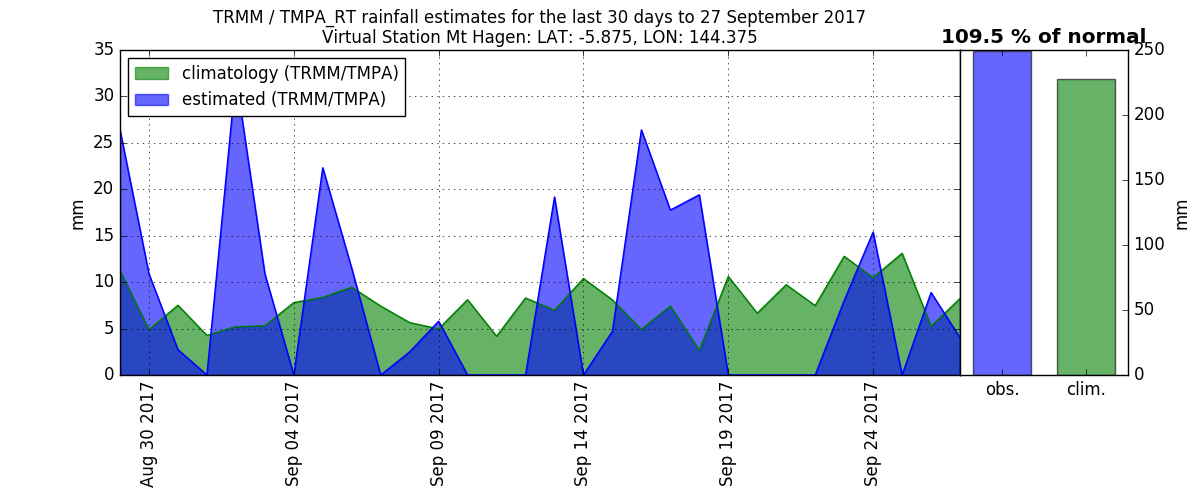 TRMM / TMPA_RT rainfall estimates for the last 30 days to 27 September 2017
Virtual Station Mt Hagen: LAT: -5.875, LON: 144.375
109.5 % of normal
climatology (TRMM/TMPA)
estimated (TRMM/TMPA)
35
30
25
20
15
10
5
0
mm
Aug 30 2017
Sep 04 2017
Sep 09 2017
Sep 14 2017
Sep 19 2017
Sep 24 2017
250
200
150
100
50
0
mm
obs.
clim.